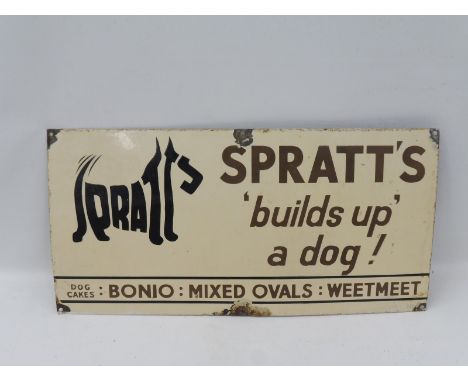 SPRATT'S
SPRATT'S
'builds up'
a dog!
DOG CAKES : BONIO : MIXED OVALS : WEETMEET